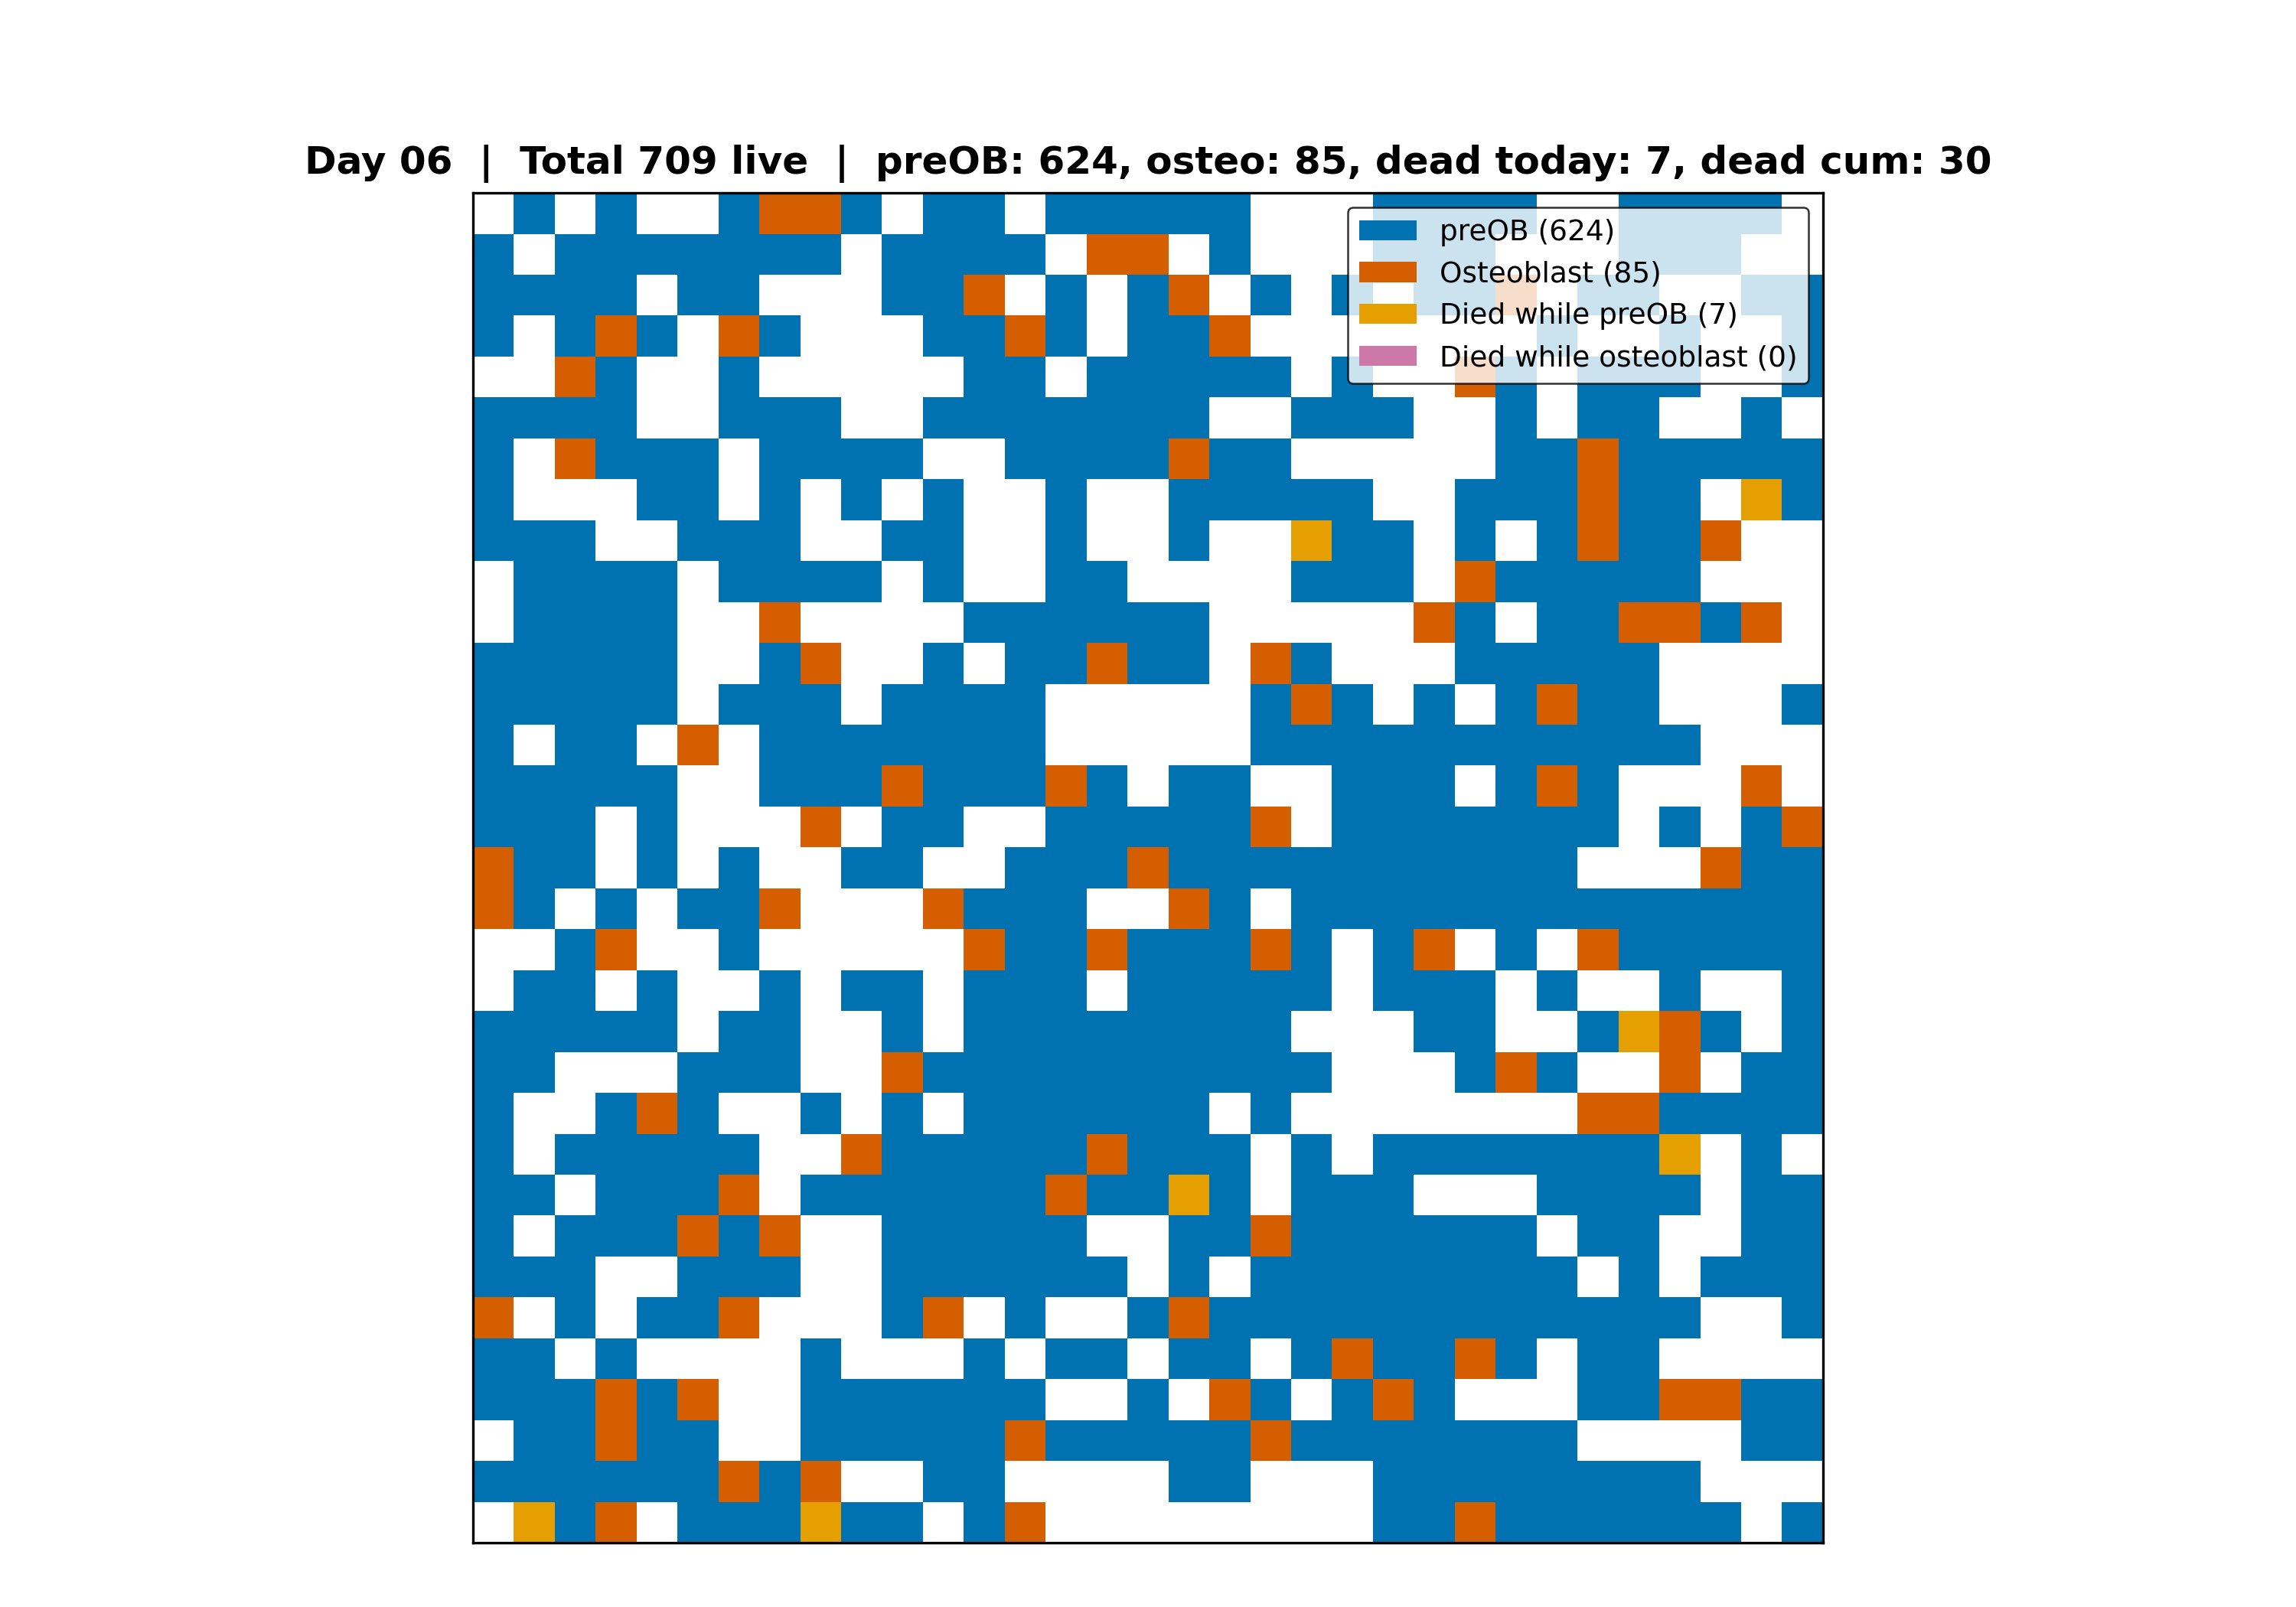 Day 06 | Total 709 live | preOB: 624, osteo: 85, dead today: 7, dead cum: 30
preOB (624)
Osteoblast (85)
Died while preOB (7)
Died while osteoblast (0)